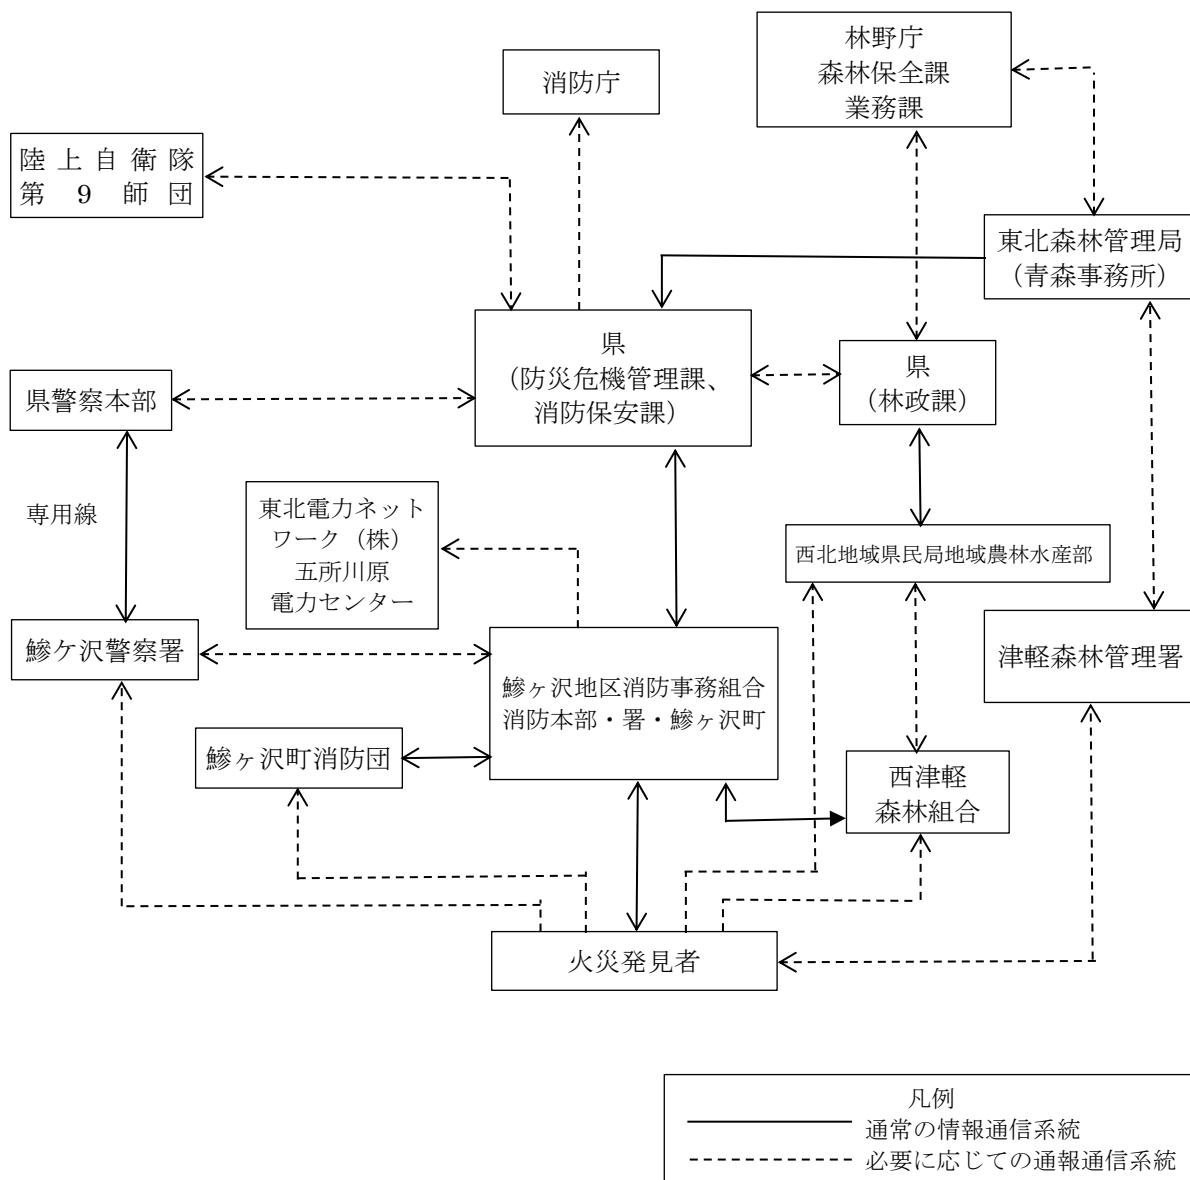 林野庁
森林保全課
業務課
消防庁
陸上自衛隊
第9師団
東北森林管理局
（青森事務所）
県
（防災危機管理課、
消防保安課）
県
（林政課）
県警察本部
専用線
東北電力ネット
ワーク（株）
五所川原
電力センター
西北地域県民局地域農林水産部
鰺ケ沢警察署
津軽森林管理署
鰺ヶ沢地区消防事務組合
消防本部・署・鰺ヶ沢町
鰺ヶ沢町消防団
西津軽
森林組合
火災発見者
凡例
通常の情報通信系統
必要に応じての通報通信系統